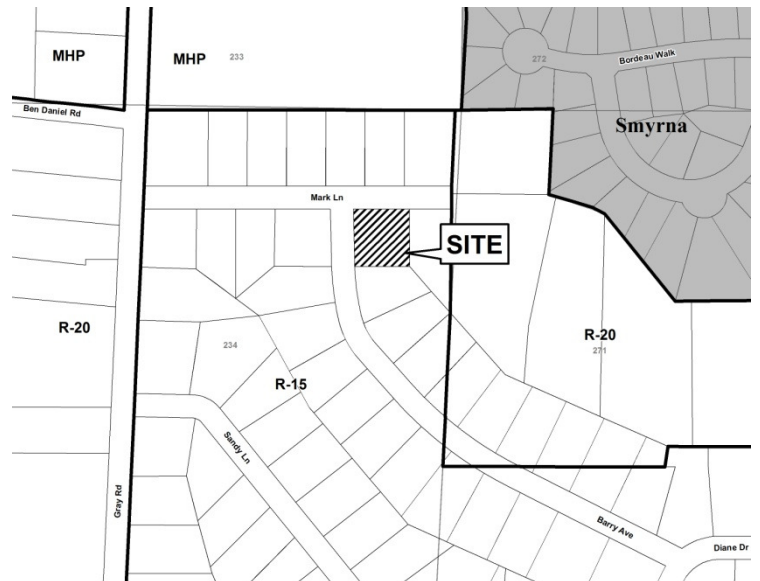 MHP
MHP
233
272
Bordeau Walk
Ben Daniel Rd
Smyrna
Mark Ln
SITE
R-20
234
R-15
R-20
271
Sandy Ln
Gray Rd
Barry Ave
Diane Dr